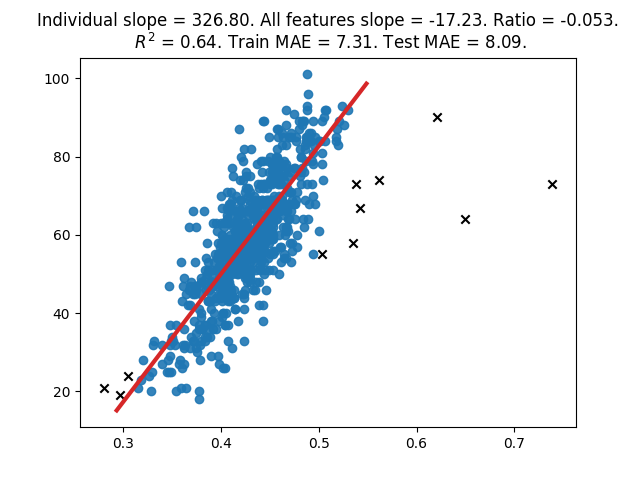 Individual slope = 326.80. All features slope = -17.23. Ratio = -0.053.
R² = 0.64. Train MAE = 7.31. Test MAE = 8.09.
100
80
60
40
20
0.3 0.4 0.5 0.6 0.7